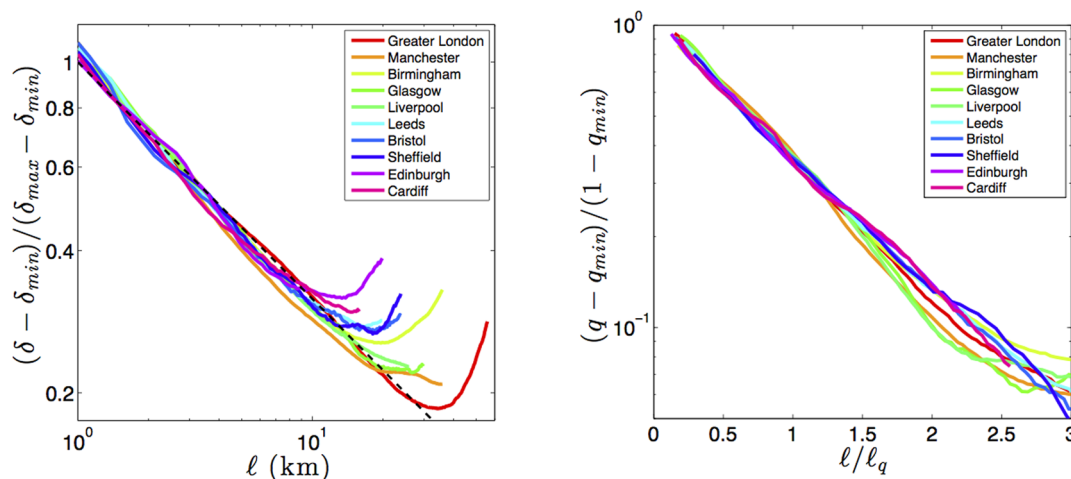 (δ − δmin)/(δmax − δmin)
1
0.8
0.6
0.4
0.2
10^0
10^1
ℓ (km)
Greater London
Manchester
Birmingham
Glasgow
Liverpool
Leeds
Bristol
Sheffield
Edinburgh
Cardiff
(q − qmin)/(1 − qmin)
10^0
10^−1
0
0.5
1
1.5
2
2.5
3
ℓ/ℓq
Greater London
Manchester
Birmingham
Glasgow
Liverpool
Leeds
Bristol
Sheffield
Edinburgh
Cardiff